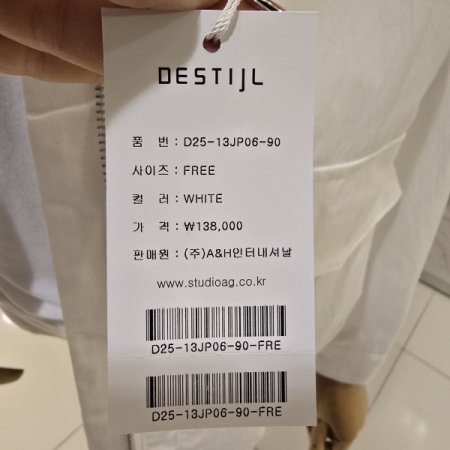 DESTIJL
품 번 : D25-13JP06-90
사이즈 : FREE
컬 러 : WHITE
가 격 : ₩138,000
판매원 : (주)A&H인터내셔날
www.studioag.co.kr
D25-13JP06-90-FRE
D25-13JP06-90-FRE